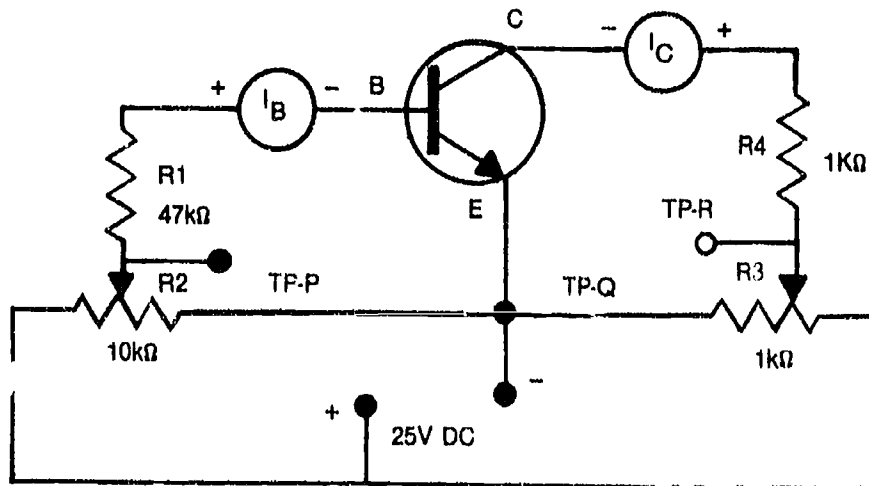 C
- I_C +
+ I_B - B
R1
47kΩ
R4
1KΩ
E
TP-R
R2
TP-P
TP-Q
R3
10kΩ
1kΩ
-
+ 25V DC